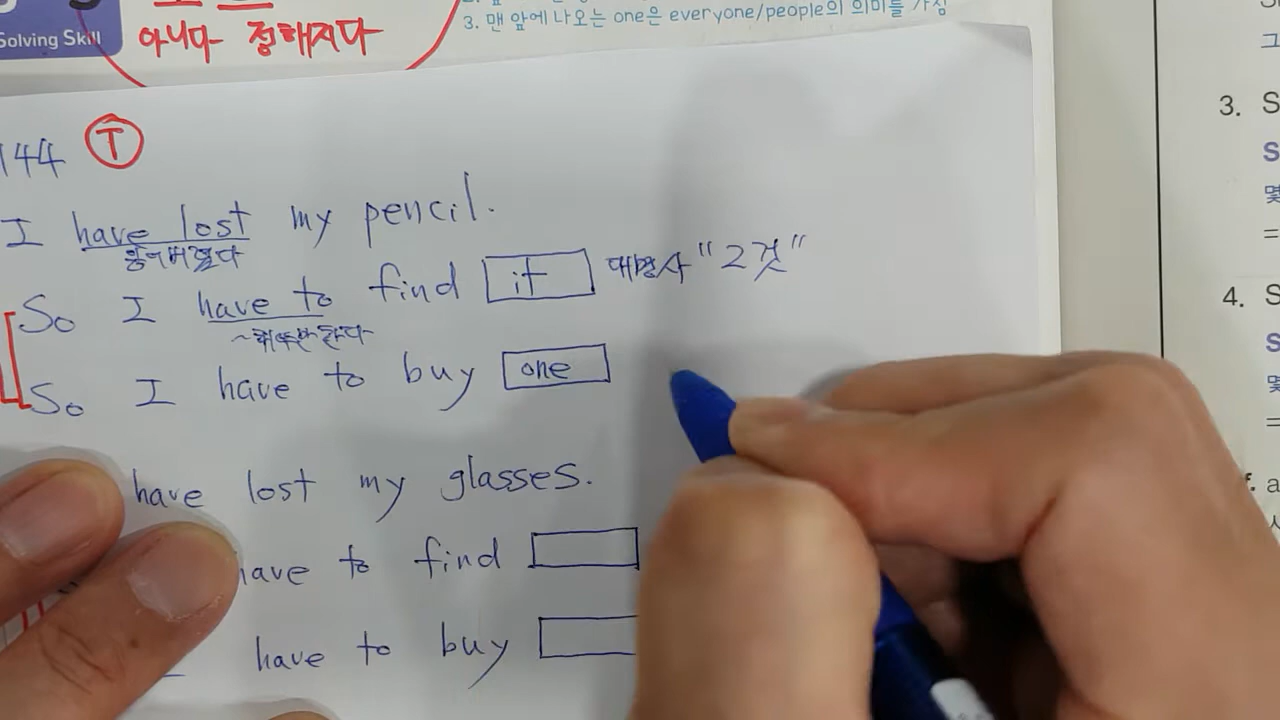 Solving Skill
아니다 정해지다
3. 맨 앞에 나오는 one은 everyone/people의 의미를 가짐
144 T
I have lost my pencil.
잃어버렸다
So I have to find it 대명사 "그것"
~해야만 한다
So I have to buy one
have lost my glasses.
have to find
have to buy
3. S
S
몇
=
4. S
S
몇
=